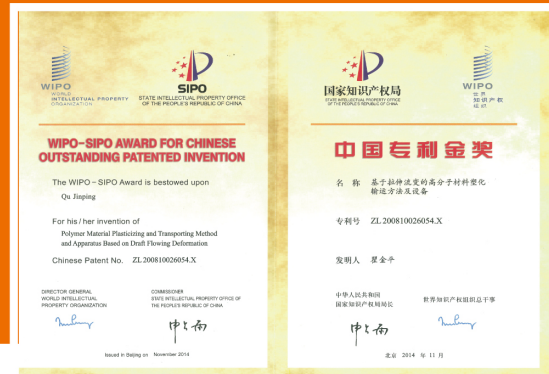 WIPO
WORLD
INTELLECTUAL PROPERTY
ORGANIZATION
SIPO
STATE INTELLECTUAL PROPERTY OFFICE
OF THE PEOPLE'S REPUBLIC OF CHINA
WIPO-SIPO AWARD FOR CHINESE
OUTSTANDING PATENTED INVENTION
The WIPO-SIPO Award is bestowed upon
Qu Jinping
For his/her invention of
Polymer Material Plasticizing and Transporting Method
and Apparatus Based on Draft Flowing Deformation
Chinese Patent No. ZL 200810026054.X
DIRECTOR GENERAL
WORLD INTELLECTUAL
PROPERTY ORGANIZATION
COMMISSIONER
STATE INTELLECTUAL PROPERTY OFFICE OF
THE PEOPLE'S REPUBLIC OF CHINA
Issued in Beijing on November 2014
国家知识产权局
STATE INTELLECTUAL PROPERTY OFFICE
OF THE PEOPLE'S REPUBLIC OF CHINA
WIPO
世界
知识产权
组织
中国专利金奖
名 称 基于拉伸流变的高分子材料塑化
输运方法及设备
专利号 ZL 200810026054.X
发明人 瞿金平
中华人民共和国
国家知识产权局局长
世界知识产权组织总干事
北京 2014 年 11 月